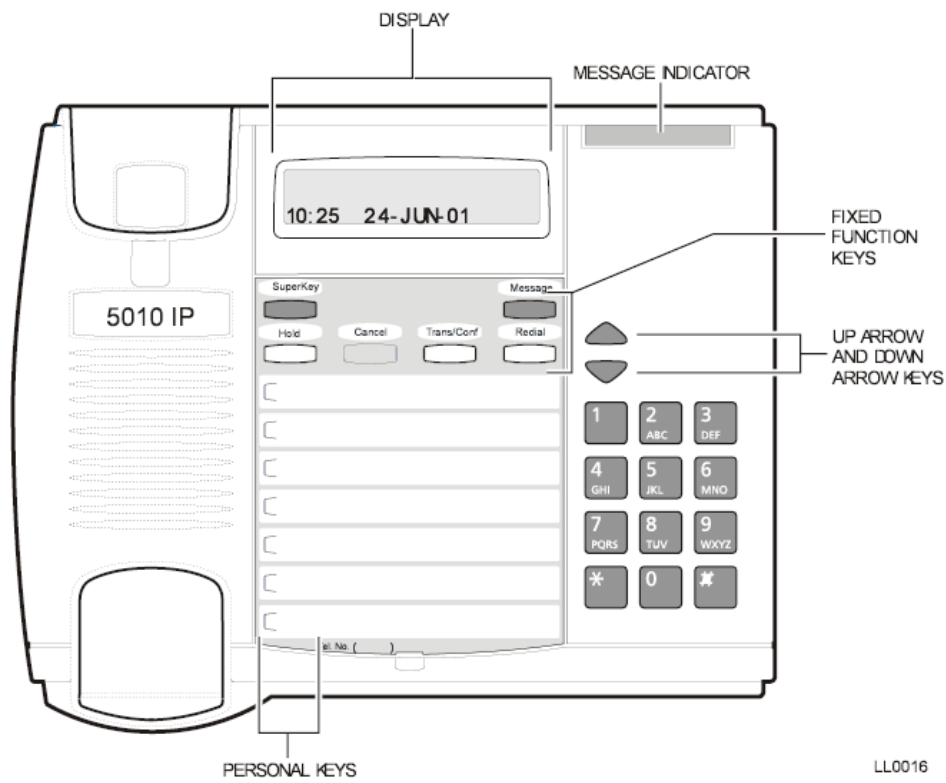 DISPLAY
MESSAGE INDICATOR
10:25 24-JUN-01
FIXED
FUNCTION
KEYS
SuperKey
Message
5010 IP
Hold
Cancel
Trans/Conf
Redial
UP ARROW
AND DOWN
ARROW KEYS
1
2
ABC
3
DEF
4
GHI
5
JKL
6
MNO
7
PQRS
8
TUV
9
WXYZ
*
0
#
Tel. No. ( )
PERSONAL KEYS
LL0016